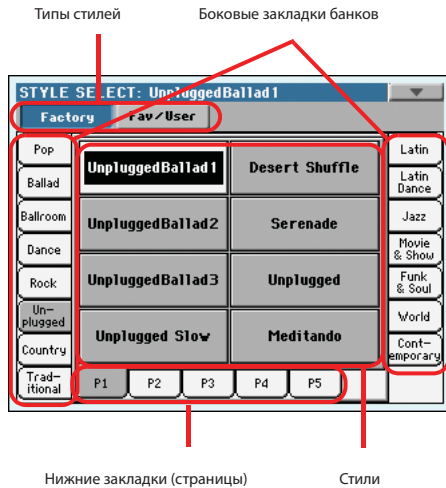 Типы стилей
Боковые закладки банков
STYLE SELECT: UnpluggedBallad1
Factory
Fav/User
Pop
Ballad
Ballroom
Dance
Rock
Un-
plugged
Country
Trad-
itional
UnpluggedBallad1
Desert Shuffle
UnpluggedBallad2
Serenade
UnpluggedBallad3
Unplugged
Unplugged Slow
Meditando
Latin
Latin
Dance
Jazz
Movie
& Show
Funk
& Soul
World
Cont-
emporary
P1
P2
P3
P4
P5
Нижние закладки (страницы)
Стили